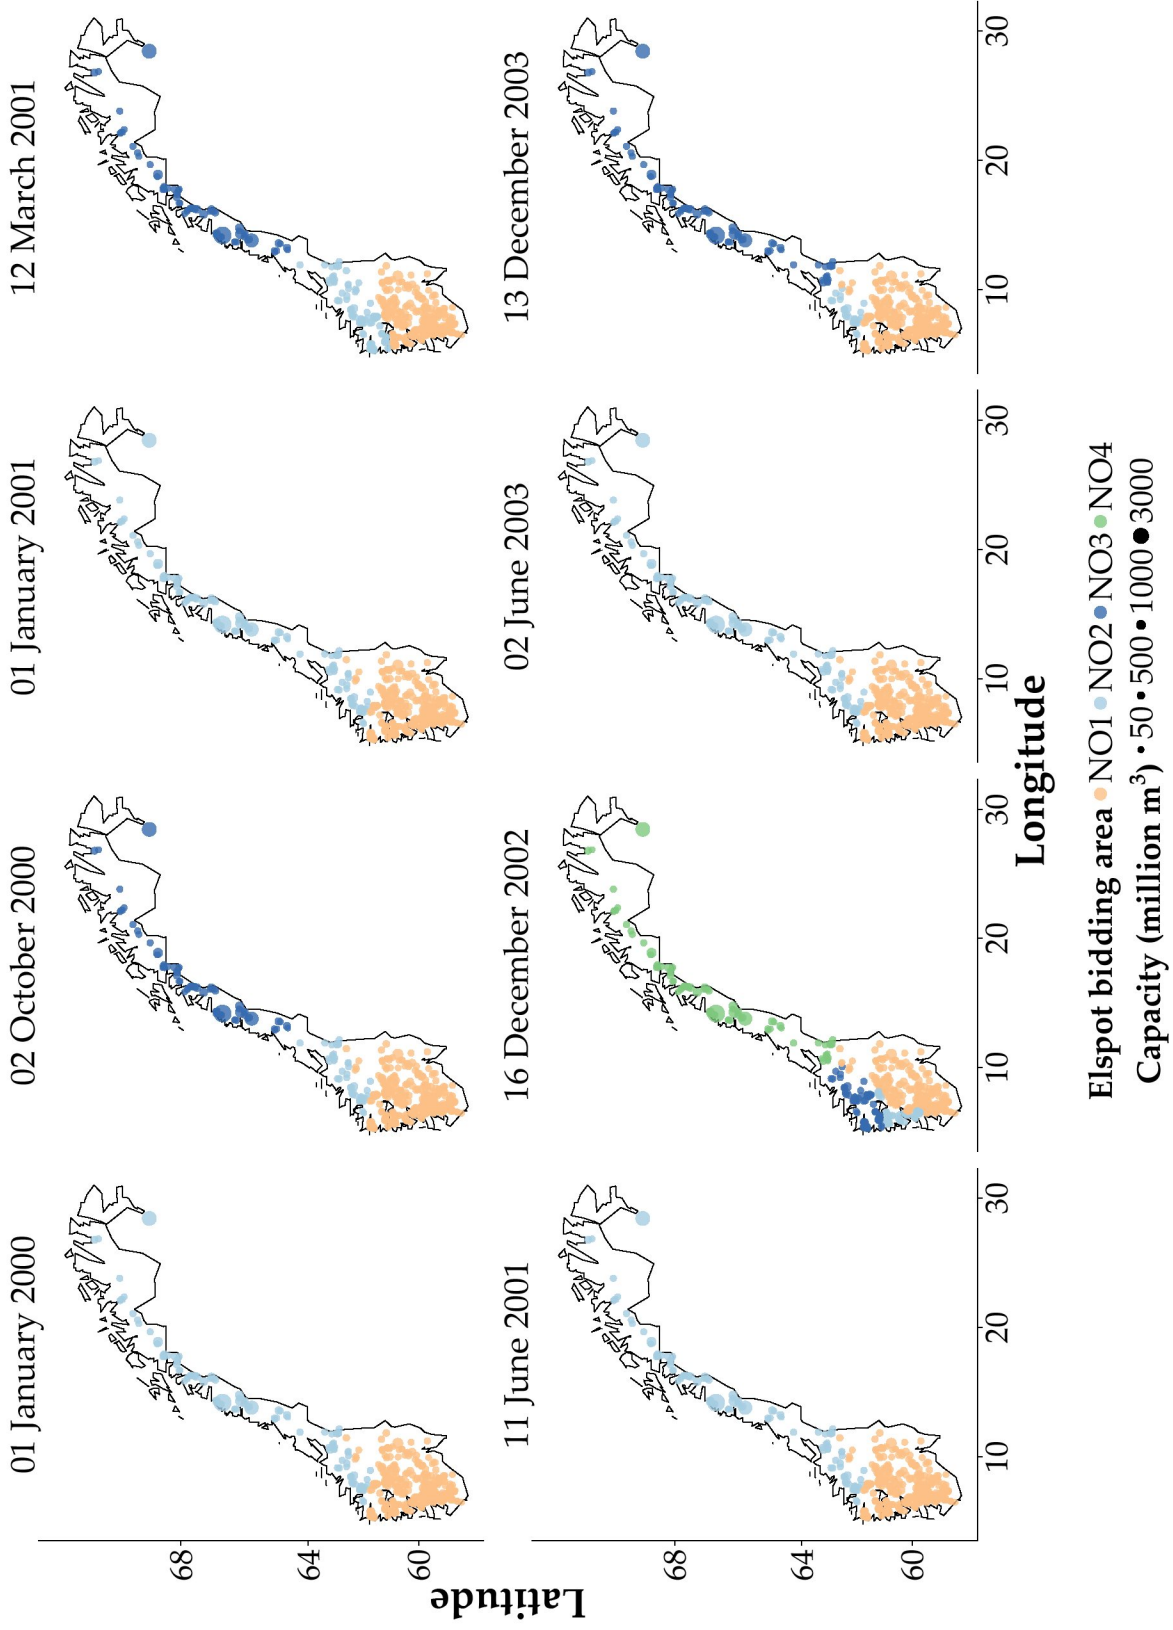 01 January 2000
02 October 2000
01 January 2001
12 March 2001
11 June 2001
16 December 2002
02 June 2003
13 December 2003
Latitude
68
64
60
68
64
60
10 20 30
10 20 30
10 20 30
10 20 30
Longitude
Elspot bidding area NO1 NO2 NO3 NO4
Capacity (million m³) 50 500 1000 3000